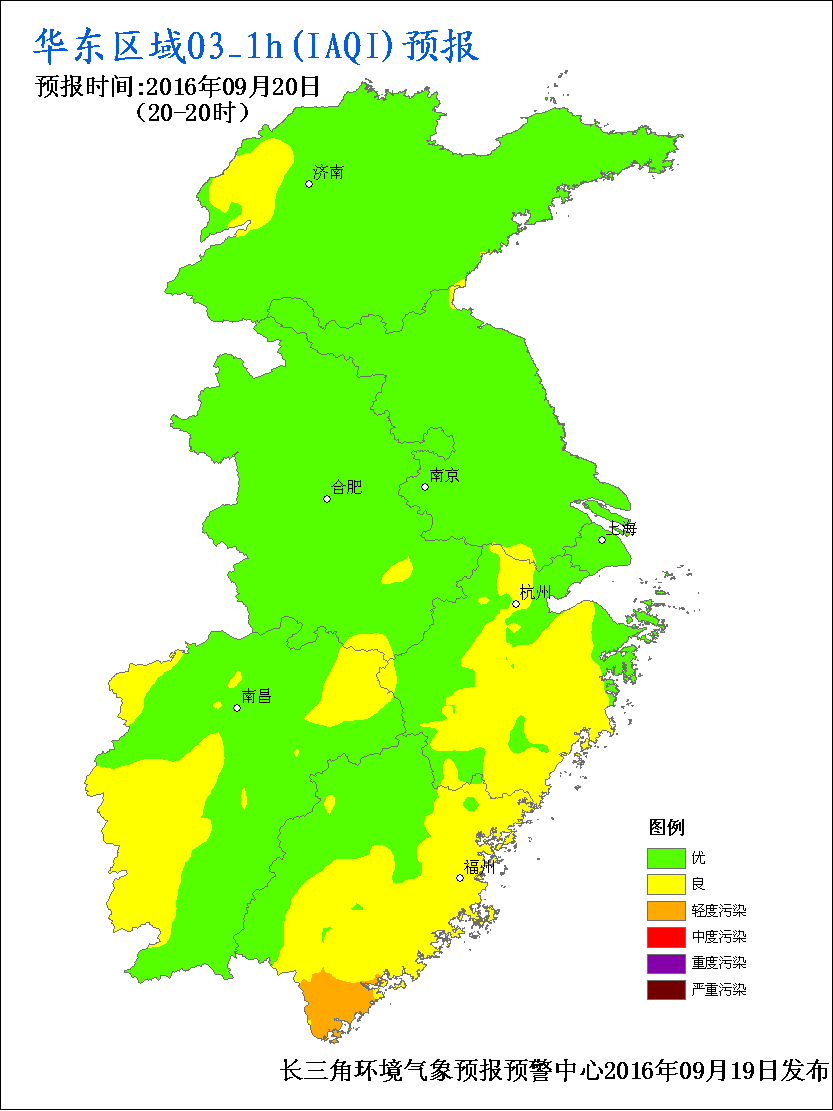 华东区域O3_1h(IAQI)预报
预报时间:2016年09月20日
(20-20时)
济南
南京
合肥
上海
杭州
南昌
福州
图例
优
良
轻度污染
中度污染
重度污染
严重污染
长三角环境气象预报预警中心2016年09月19日发布